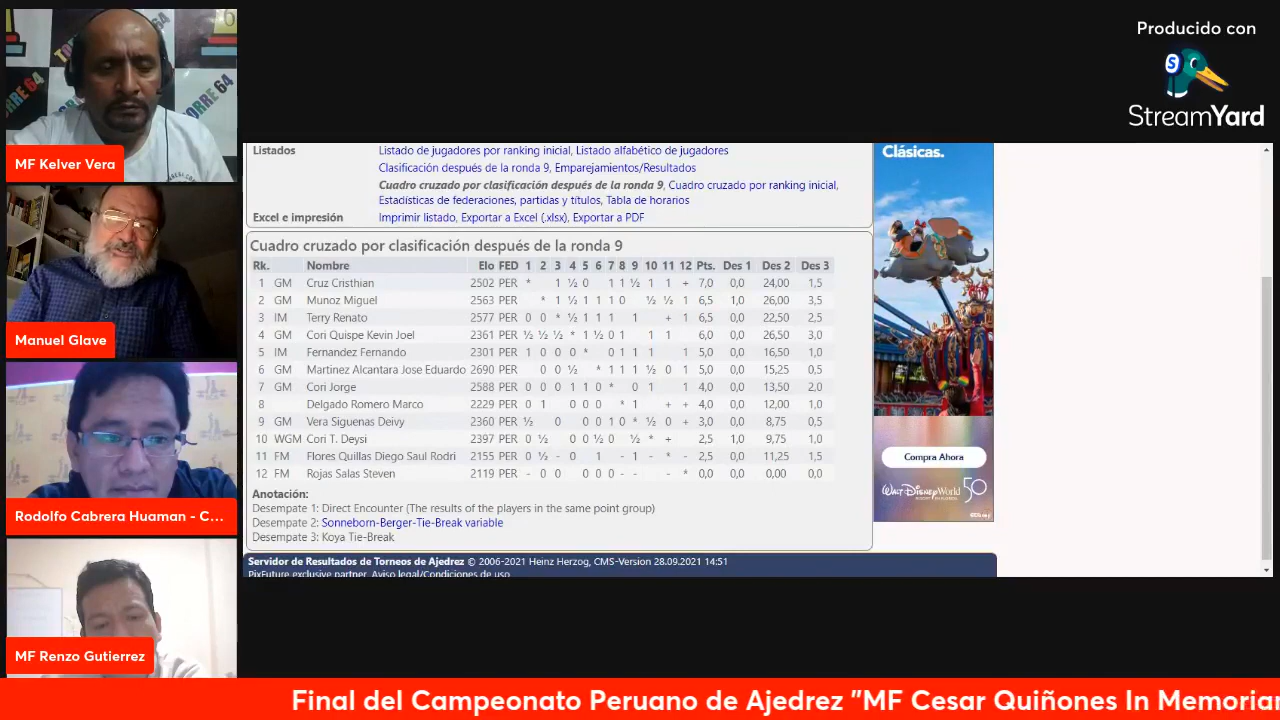 Producido con
StreamYard
TORRE 64
TORRE 64
MF Kelver Vera
Manuel Glave
Rodolfo Cabrera Huaman - C...
MF Renzo Gutierrez
Listados
Listado de jugadores por ranking inicial, Listado alfabético de jugadores
Clasificación después de la ronda 9, Emparejamientos/Resultados
Cuadro cruzado por clasificación después de la ronda 9, Cuadro cruzado por ranking inicial,
Estadísticas de federaciones, partidas y títulos, Tabla de horarios
Excel e impresión Imprimir listado, Exportar a Excel (.xlsx), Exportar a PDF
Cuadro cruzado por clasificación después de la ronda 9
Rk. Nombre Elo FED 1 2 3 4 5 6 7 8 9 10 11 12 Pts. Des 1 Des 2 Des 3
1 GM Cruz Cristhian 2502 PER * 1 ½ 0 1 1 ½ 1 1 + 7,0 0,0 24,00 1,5
2 GM Munoz Miguel 2563 PER * 1 ½ 1 1 1 0 ½ ½ 1 6,5 1,0 26,00 3,5
3 IM Terry Renato 2577 PER 0 0 * ½ 1 1 1 1 + 1 6,5 0,0 22,50 2,5
4 GM Cori Quispe Kevin Joel 2361 PER ½ ½ ½ * 1 ½ 0 1 1 1 6,0 0,0 26,50 3,0
5 IM Fernandez Fernando 2301 PER 1 0 0 0 * 0 1 1 1 1 5,0 0,0 16,50 1,0
6 GM Martinez Alcantara Jose Eduardo 2690 PER 0 0 ½ * 1 1 1 ½ 0 1 5,0 0,0 15,25 0,5
7 GM Cori Jorge 2588 PER 0 0 0 1 1 0 * 0 1 1 4,0 0,0 13,50 2,0
8 Delgado Romero Marco 2229 PER 0 1 0 0 0 * 1 + + 4,0 0,0 12,00 1,0
9 GM Vera Siguenas Deivy 2360 PER ½ 0 0 0 1 0 * ½ 0 + 3,0 0,0 8,75 0,5
10 WGM Cori T. Deysi 2397 PER 0 ½ 0 0 ½ 0 ½ * + 2,5 1,0 9,75 1,0
11 FM Flores Quillas Diego Saul Rodri 2155 PER 0 ½ - 0 1 - 1 - * - 2,5 0,0 11,25 1,5
12 FM Rojas Salas Steven 2119 PER - 0 0 0 0 0 - - - * 0,0 0,0 0,00 0,0
Anotación:
Desempate 1: Direct Encounter (The results of the players in the same point group)
Desempate 2: Sonneborn-Berger-Tie-Break variable
Desempate 3: Koya Tie-Break
Servidor de Resultados de Torneos de Ajedrez © 2006-2021 Heinz Herzog, CMS-Version 28.09.2021 14:51
PixFuture exclusive partner, Aviso legal/Condiciones de uso
Clásicas.
Compra Ahora
Walt Disney World 50
Final del Campeonato Peruano de Ajedrez "MF Cesar Quiñones In Memoriam